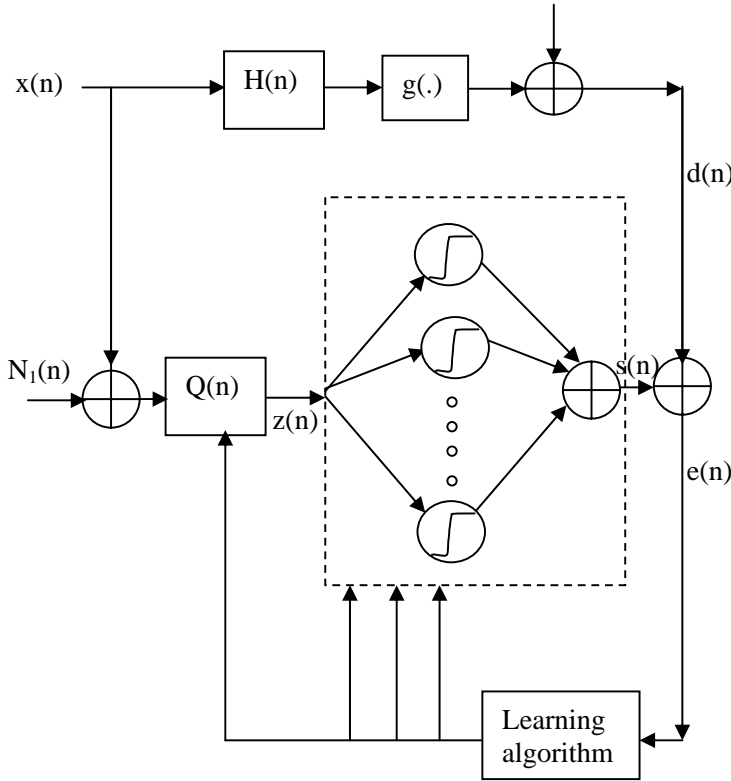 x(n)
H(n)
g(.)
d(n)
N₁(n)
Q(n)
z(n)
s(n)
e(n)
Learning
algorithm